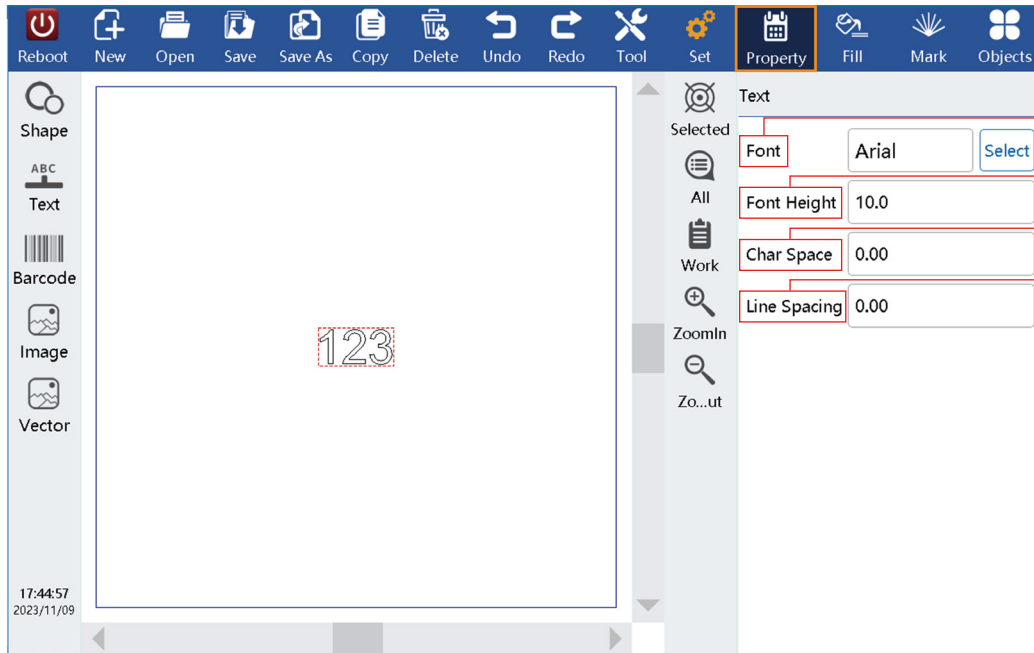 Reboot New Open Save Save As Copy Delete Undo Redo Tool Set Property Fill Mark Objects
Shape
ABC
Text
Barcode
Image
Vector
17:44:57
2023/11/09
123
Selected
All
Work
ZoomIn
Zo...ut
Text
Font Arial Select
Font Height 10.0
Char Space 0.00
Line Spacing 0.00